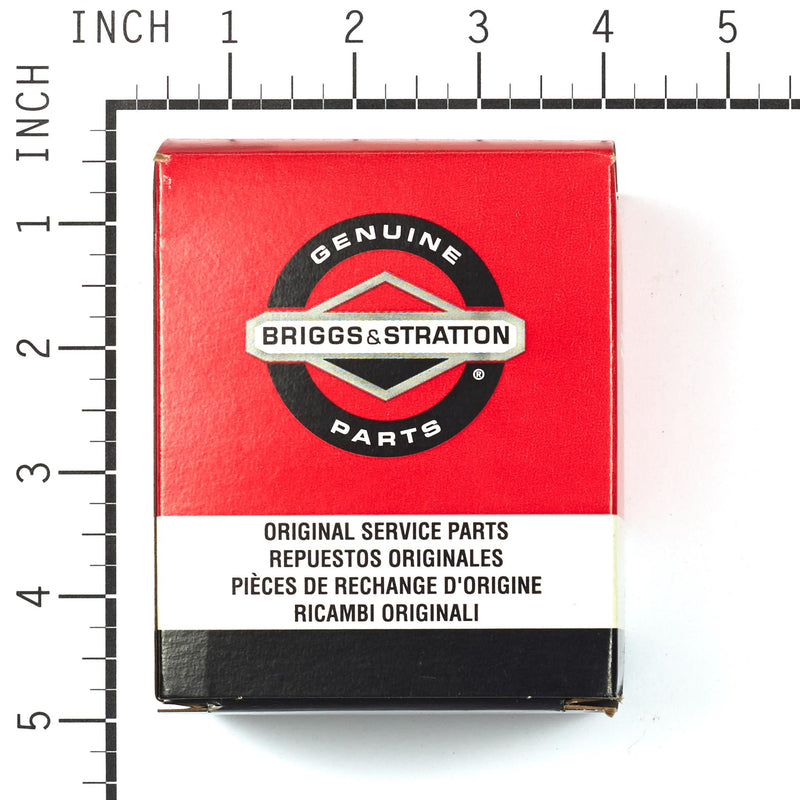 INCH 1 2 3 4 5
INCH
1
2
3
4
5
GENUINE
BRIGGS&STRATTON
®
PARTS
ORIGINAL SERVICE PARTS
REPUESTOS ORIGINALES
PIÈCES DE RECHANGE D'ORIGINE
RICAMBI ORIGINALI